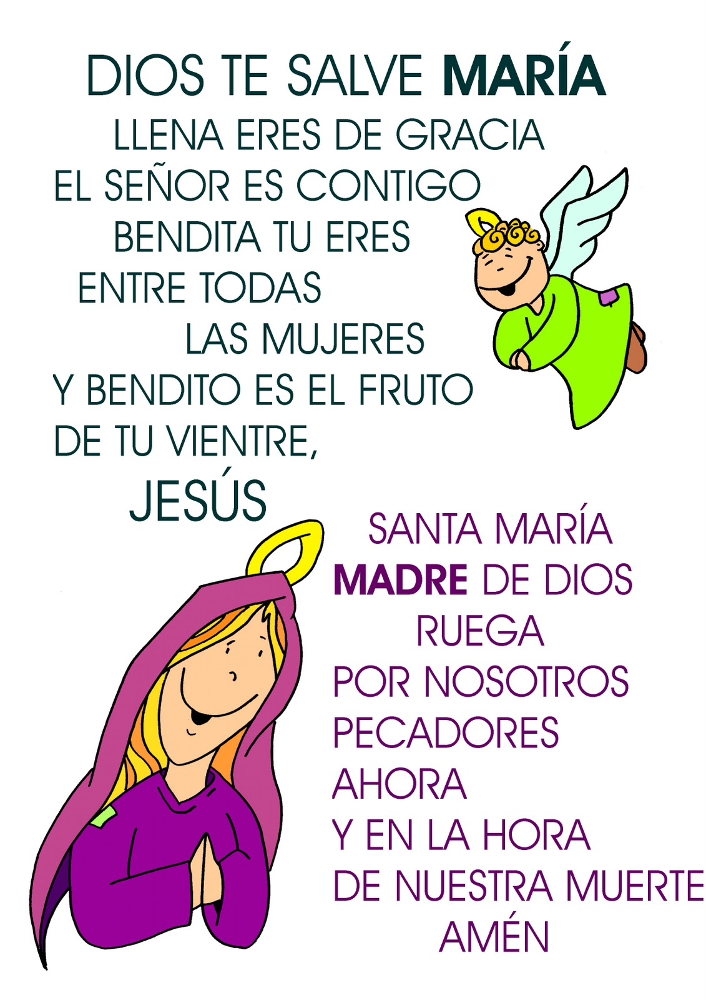 DIOS TE SALVE MARÍA
LLENA ERES DE GRACIA
EL SEÑOR ES CONTIGO
BENDITA TU ERES
ENTRE TODAS
LAS MUJERES
Y BENDITO ES EL FRUTO
DE TU VIENTRE,
JESÚS
SANTA MARÍA
MADRE DE DIOS
RUEGA
POR NOSOTROS
PECADORES
AHORA
Y EN LA HORA
DE NUESTRA MUERTE
AMÉN